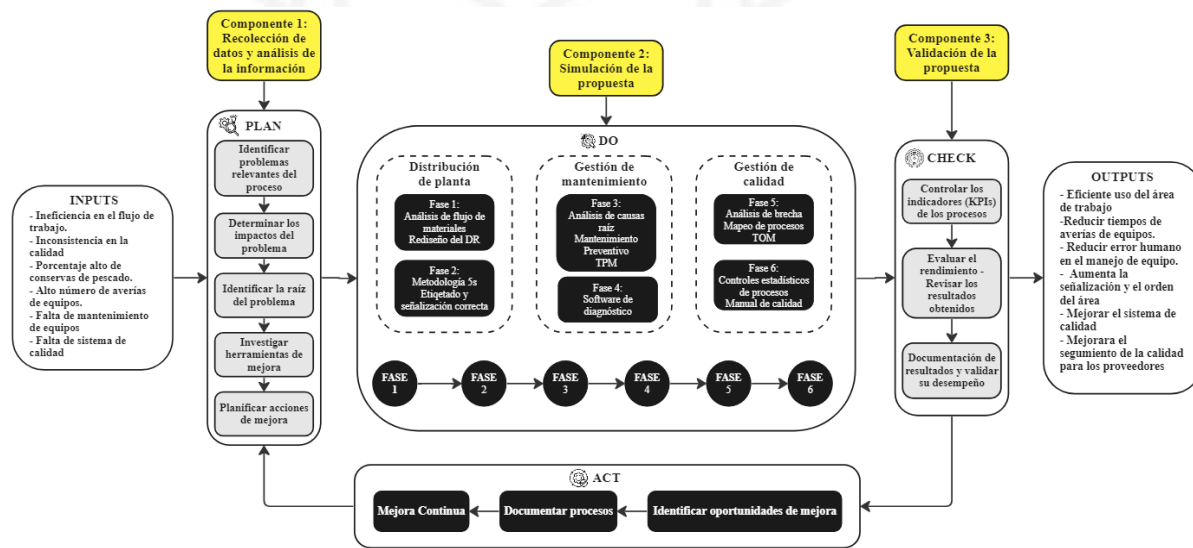 Componente 1:
Recolección de
datos y análisis de
la información
Componente 2:
Simulación de la
propuesta
Componente 3:
Validación de la
propuesta
INPUTS
- Ineficiencia en el flujo de
trabajo.
- Inconsistencia en la
calidad
- Porcentaje alto de
conservas de pescado.
- Alto número de averías
de equipos.
- Falta de mantenimiento
de equipos
- Falta de sistema de
calidad
PLAN
Identificar
problemas
relevantes del
proceso
Determinar los
impactos del
problema
Identificar la raíz
del problema
Investigar
herramientas de
mejora
Planificar acciones
de mejora
DO
Distribución
de planta
Fase 1:
Análisis de flujo de
materiales
Rediseño del DR
Fase 2:
Metodología 5s
Etiqetado y
señalización correcta
Gestión de
mantenimiento
Fase 3:
Análisis de causas
raíz
Mantenimiento
Preventivo
TPM
Fase 4:
Software de
diagnóstico
Gestión de
calidad
Fase 5:
Análisis de brecha
Mapeo de procesos
TOM
Fase 6:
Controles estadísticos
de procesos
Manual de calidad
FASE
1
FASE
2
FASE
3
FASE
4
FASE
5
FASE
6
CHECK
Controlar los
indicadores (KPIs)
de los procesos
Evaluar el
rendimiento -
Revisar los
resultados
obtenidos
Documentación de
resultados y validar
su desempeño
OUTPUTS
- Eficiente uso del área
de trabajo
-Reducir tiempos de
averías de equipos.
- Reducir error humano
en el manejo de equipo.
- Aumenta la
señalización y el orden
del área
- Mejorar el sistema de
calidad
- Mejorara el
segumiento de la calidad
para los proveedores
ACT
Mejora Continua
Documentar procesos
Identificar oportunidades de mejora